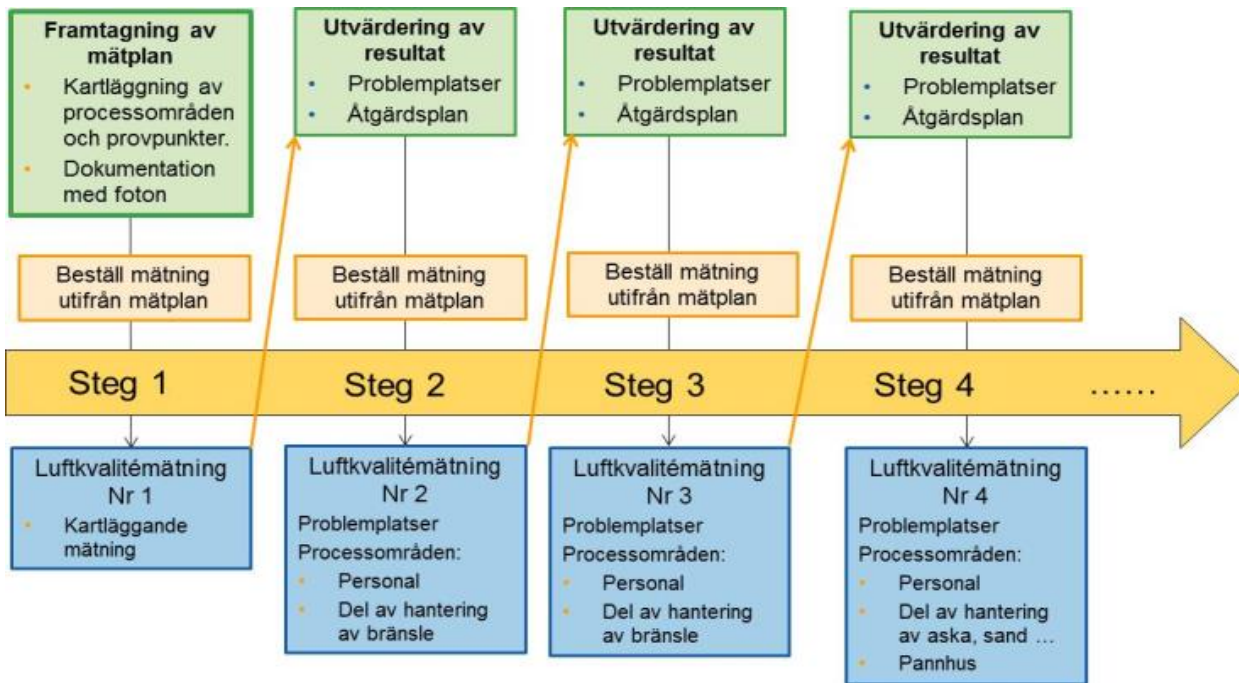 Framtagning av
mätplan
• Kartläggning av
processområden
och provpunkter.
• Dokumentation
med foton
Utvärdering av
resultat
• Problemplatser
• Åtgärdsplan
Utvärdering av
resultat
• Problemplatser
• Åtgärdsplan
Utvärdering av
resultat
• Problemplatser
• Åtgärdsplan
Beställ mätning
utifrån mätplan
Beställ mätning
utifrån mätplan
Beställ mätning
utifrån mätplan
Beställ mätning
utifrån mätplan
Steg 1
Steg 2
Steg 3
Steg 4
......
Luftkvalitémätning
Nr 1
• Kartläggande
mätning
Luftkvalitémätning
Nr 2
Problemplatser
Processområden:
• Personal
• Del av hantering
av bränsle
Luftkvalitémätning
Nr 3
Problemplatser
Processområden:
• Personal
• Del av hantering
av bränsle
Luftkvalitémätning
Nr 4
Problemplatser
Processområden:
• Personal
• Del av hantering
av aska, sand ...
• Pannhus